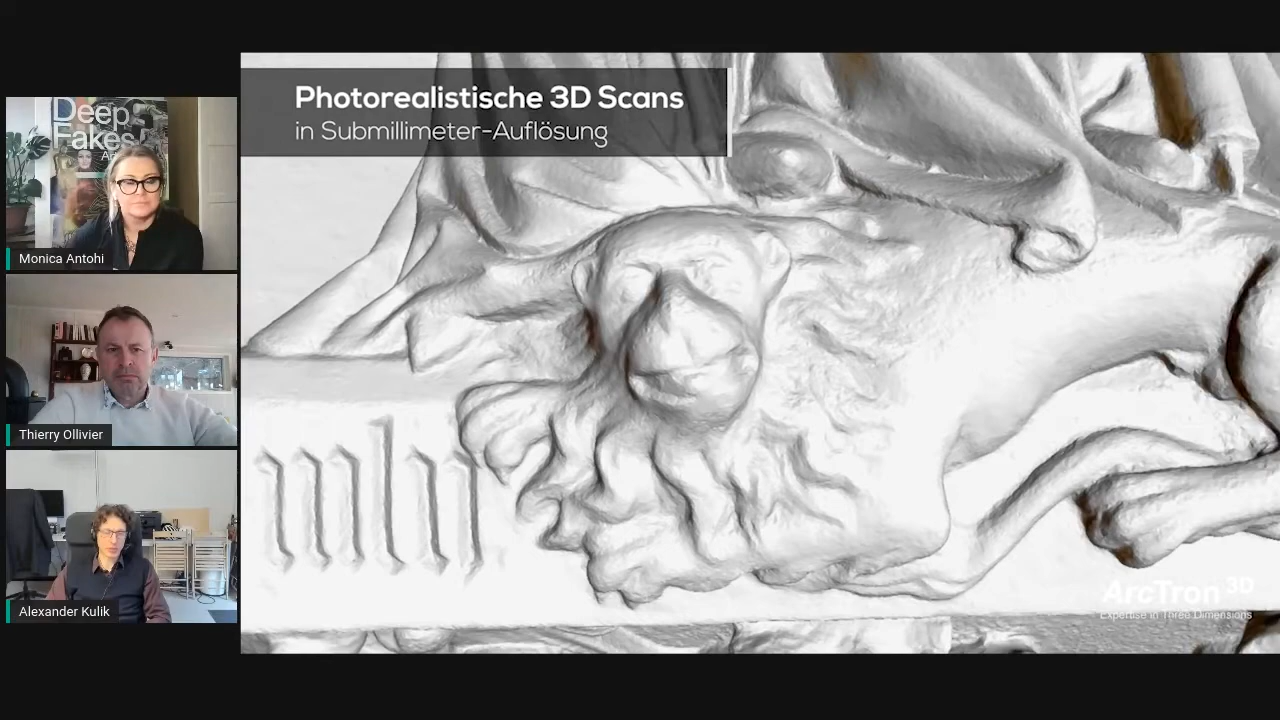 Photorealistische 3D Scans
in Submillimeter-Auflösung
Deep
Fakes
Monica Antohi
Thierry Ollivier
Alexander Kulik
ArcTron 3D
Expertise in Three Dimensions